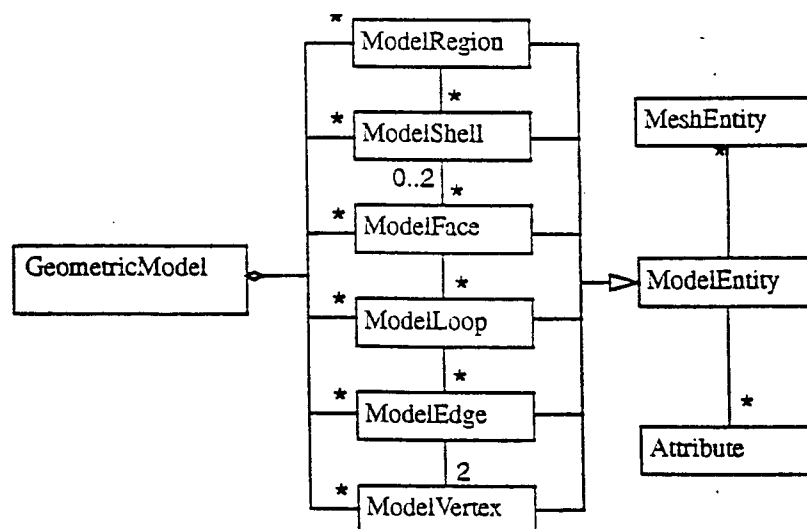 *
ModelRegion
*
*
ModelShell
MeshEntity
*
0..2
*
*
ModelFace
GeometricModel
ModelEntity
*
*
ModelLoop
*
*
ModelEdge
*
Attribute
2
*
ModelVertex